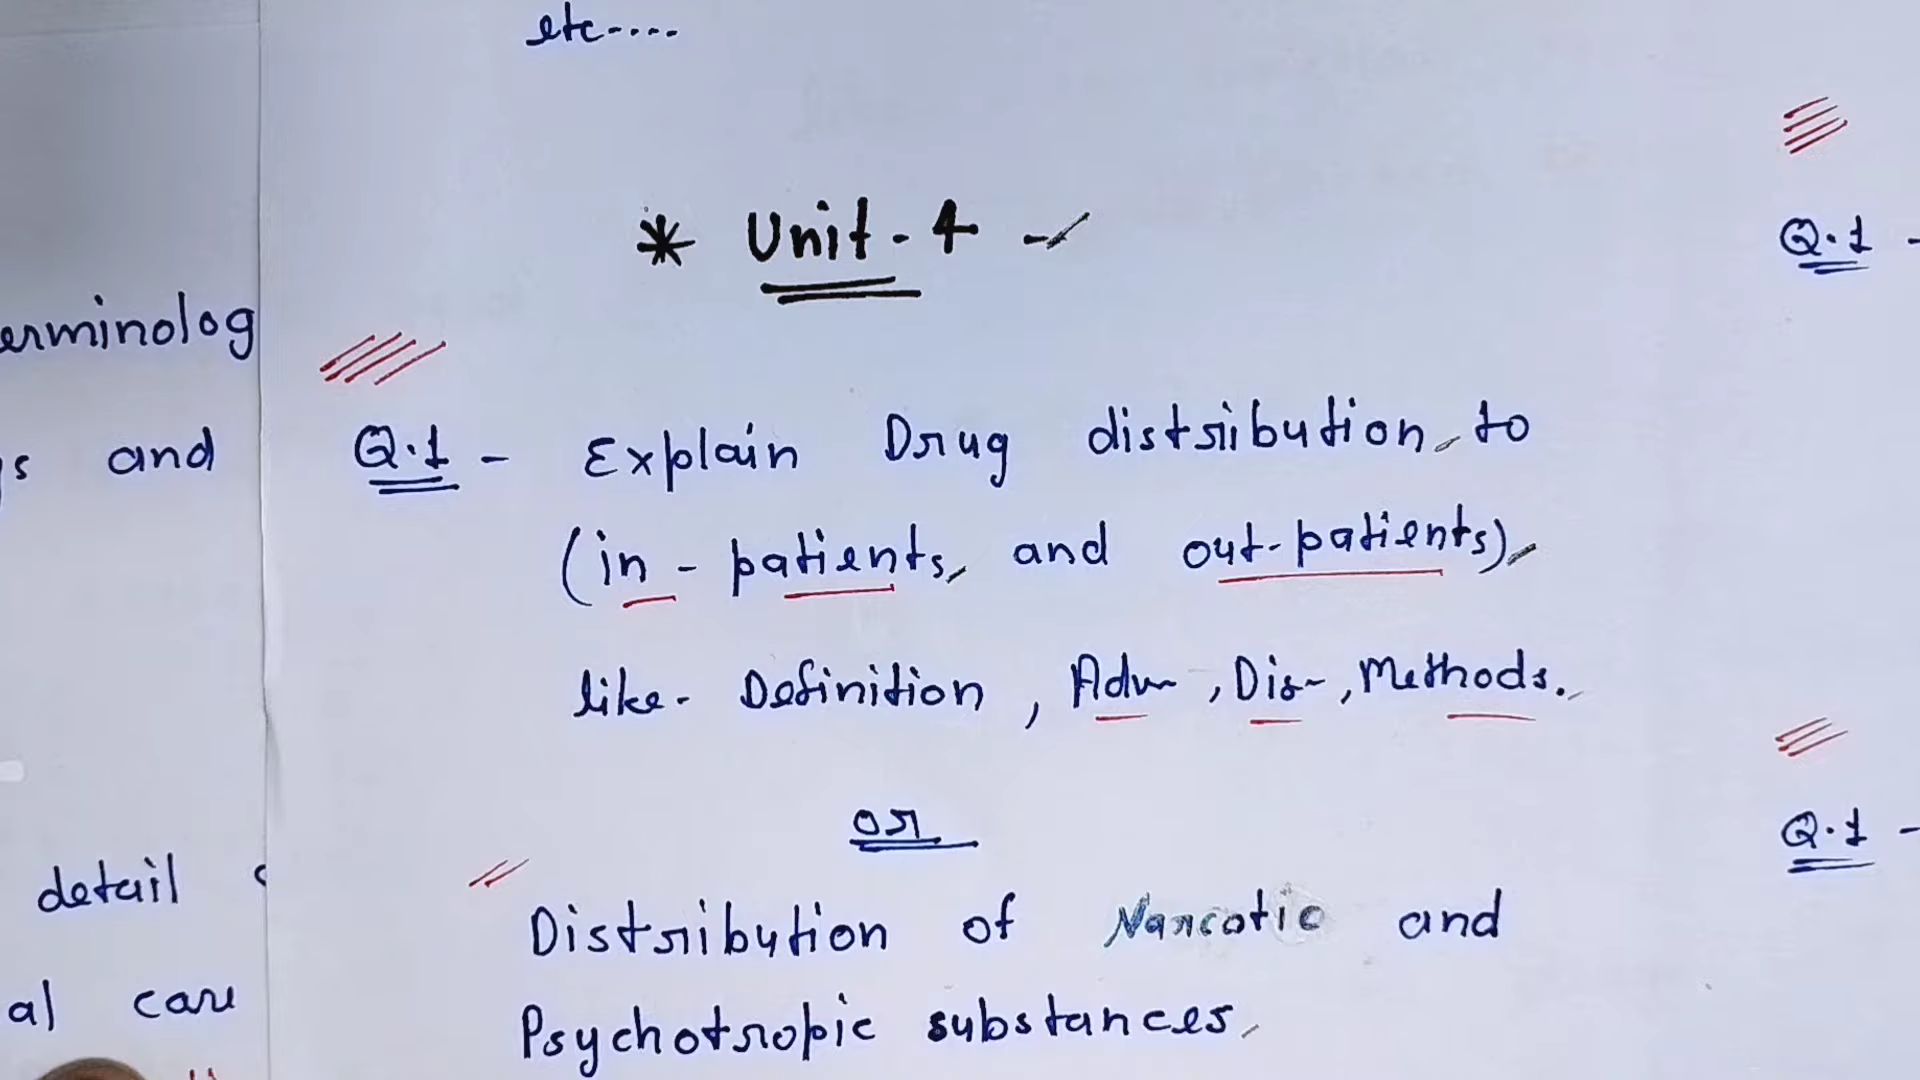 etc----
* Unit - 4 -
Q.1 - Explain Drug distribution to
(in - patients, and out-patients)
like - Definition, Adv , Dis , Methods.
or
Distribution of Narcotic and
Psychotropic substances.
erminolog
s and
detail
al care
Q.1 -
Q.1 -